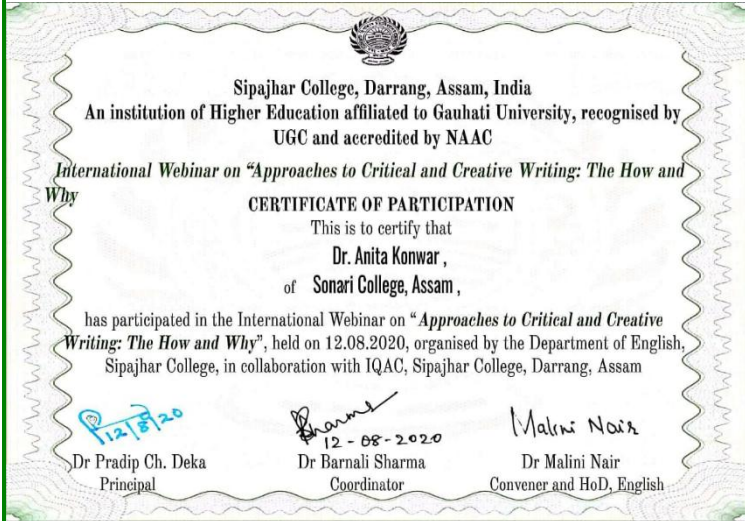 Sipajhar College, Darrang, Assam, India
An institution of Higher Education affiliated to Gauhati University, recognised by
UGC and accredited by NAAC
International Webinar on “Approaches to Critical and Creative Writing: The How and
Why
CERTIFICATE OF PARTICIPATION
This is to certify that
Dr. Anita Konwar ,
of Sonari College, Assam ,
has participated in the International Webinar on “Approaches to Critical and Creative
Writing: The How and Why”, held on 12.08.2020, organised by the Department of English,
Sipajhar College, in collaboration with IQAC, Sipajhar College, Darrang, Assam
12/8/20
Sharma
12-08-2020
Malini Nair
Dr Pradip Ch. Deka
Dr Barnali Sharma
Dr Malini Nair
Principal
Coordinator
Convener and HoD, English